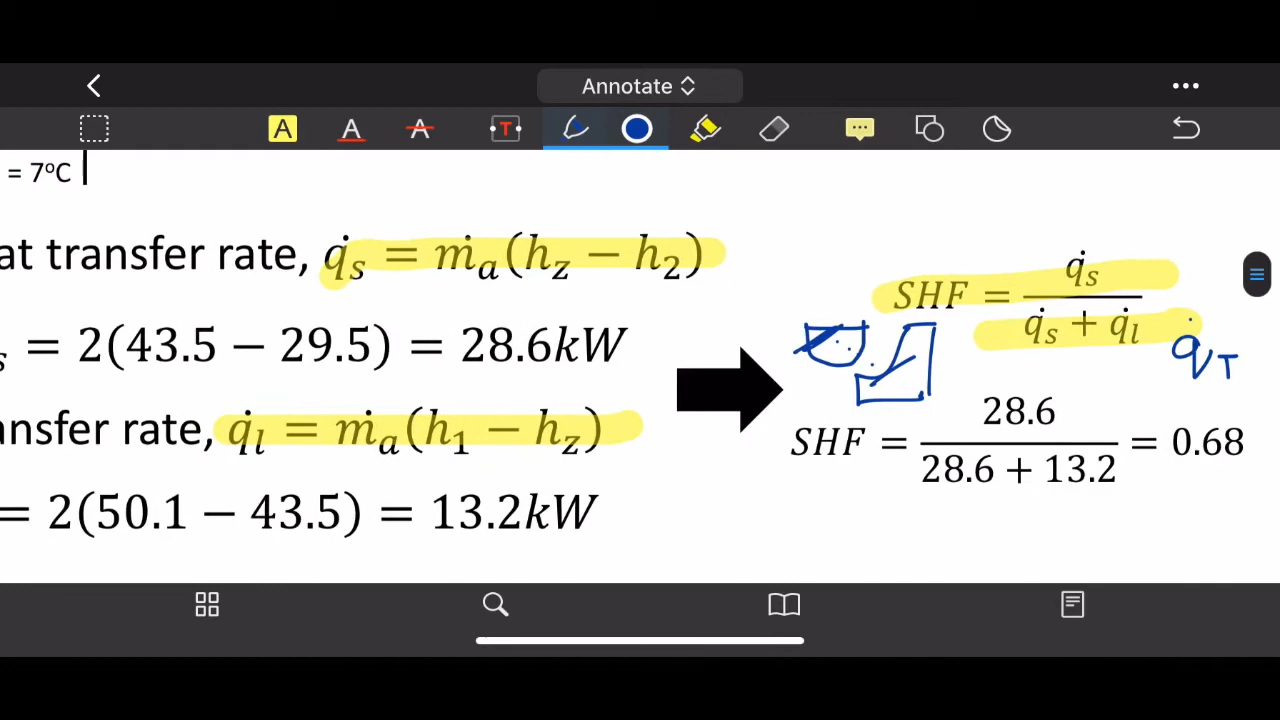 Annotate
A A A T
= 7°C
at transfer rate, q̇s = ṁa(hz − h2)
s = 2(43.5 − 29.5) = 28.6kW
ansfer rate, q̇l = ṁa(h1 − hz)
= 2(50.1 − 43.5) = 13.2kW
SHF = q̇s / (q̇s + q̇l)
q̇T
SHF = 28.6 / (28.6 + 13.2) = 0.68